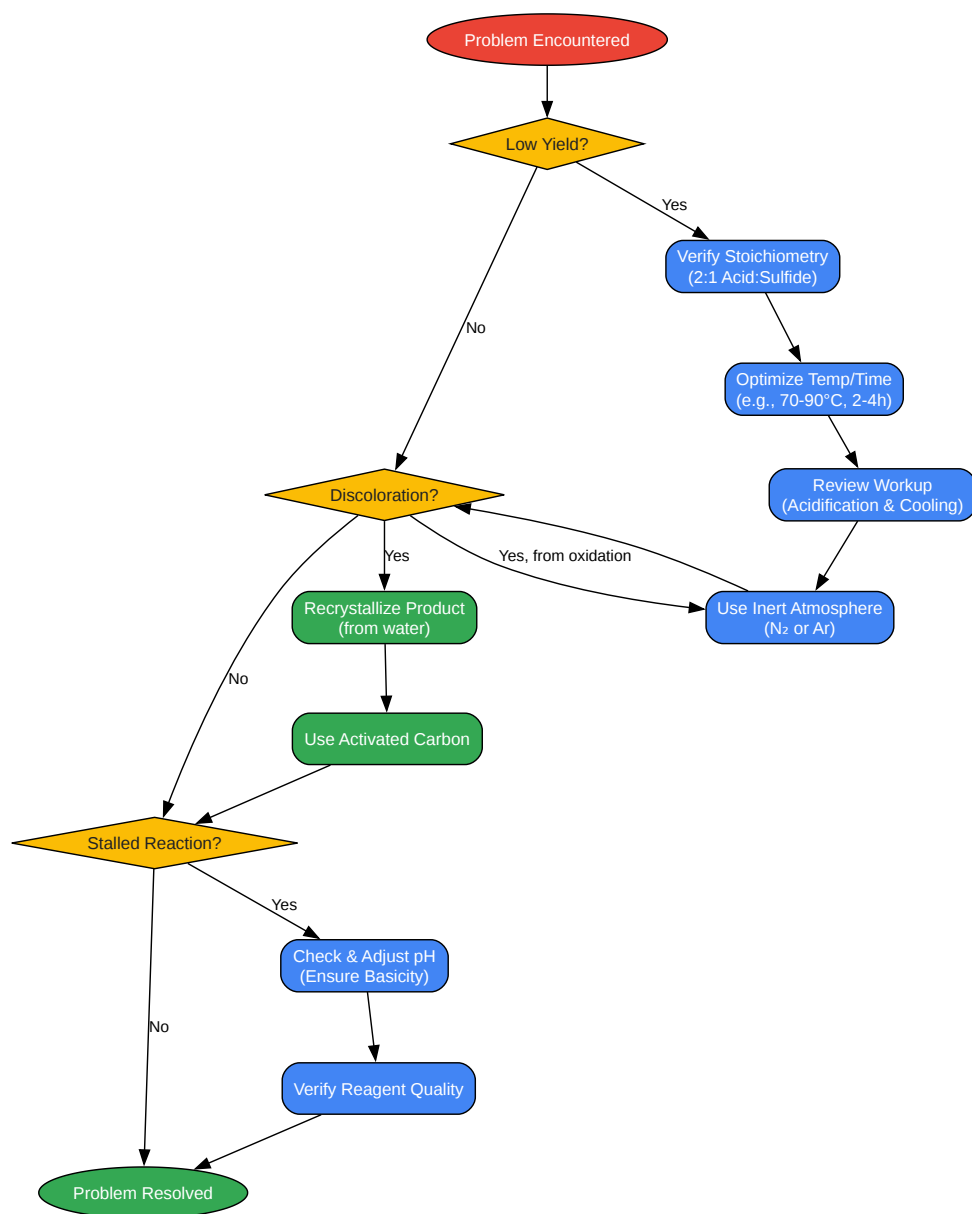 Problem Encountered
Low Yield?
Yes
Verify Stoichiometry
(2:1 Acid:Sulfide)
No
Optimize Temp/Time
(e.g., 70-90°C, 2-4h)
Review Workup
(Acidification & Cooling)
Discoloration?
Yes
Yes, from oxidation
Recrystallize Product
(from water)
Use Inert Atmosphere
(N₂ or Ar)
No
Use Activated Carbon
Stalled Reaction?
Yes
Check & Adjust pH
(Ensure Basicity)
No
Verify Reagent Quality
Problem Resolved